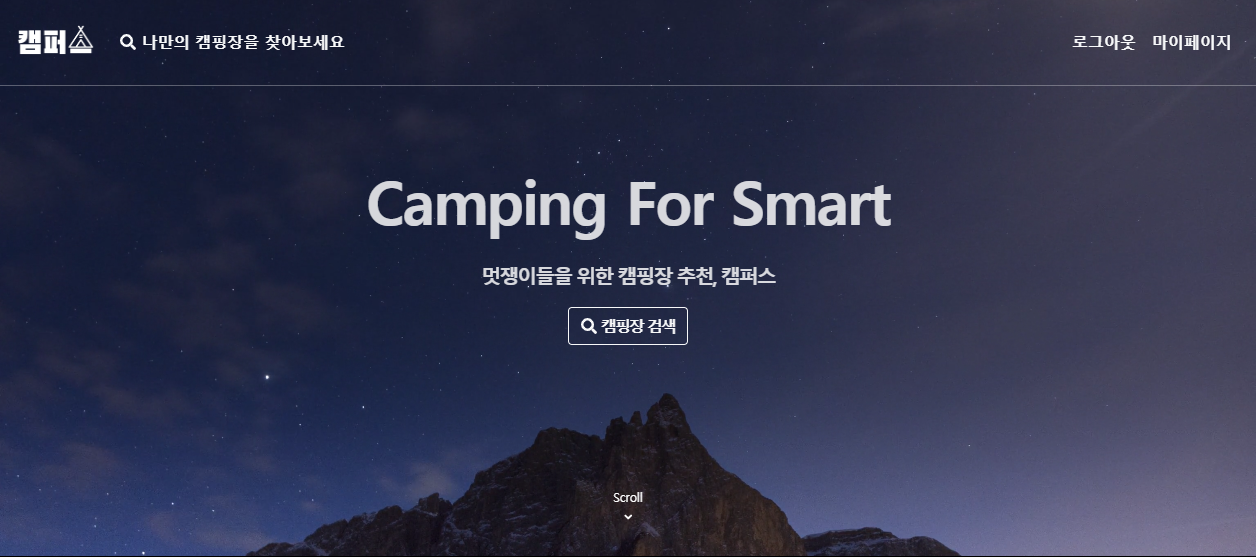 캠퍼스
나만의 캠핑장을 찾아보세요
로그아웃 마이페이지
Camping For Smart
멋쟁이들을 위한 캠핑장 추천, 캠퍼스
캠핑장 검색
Scroll